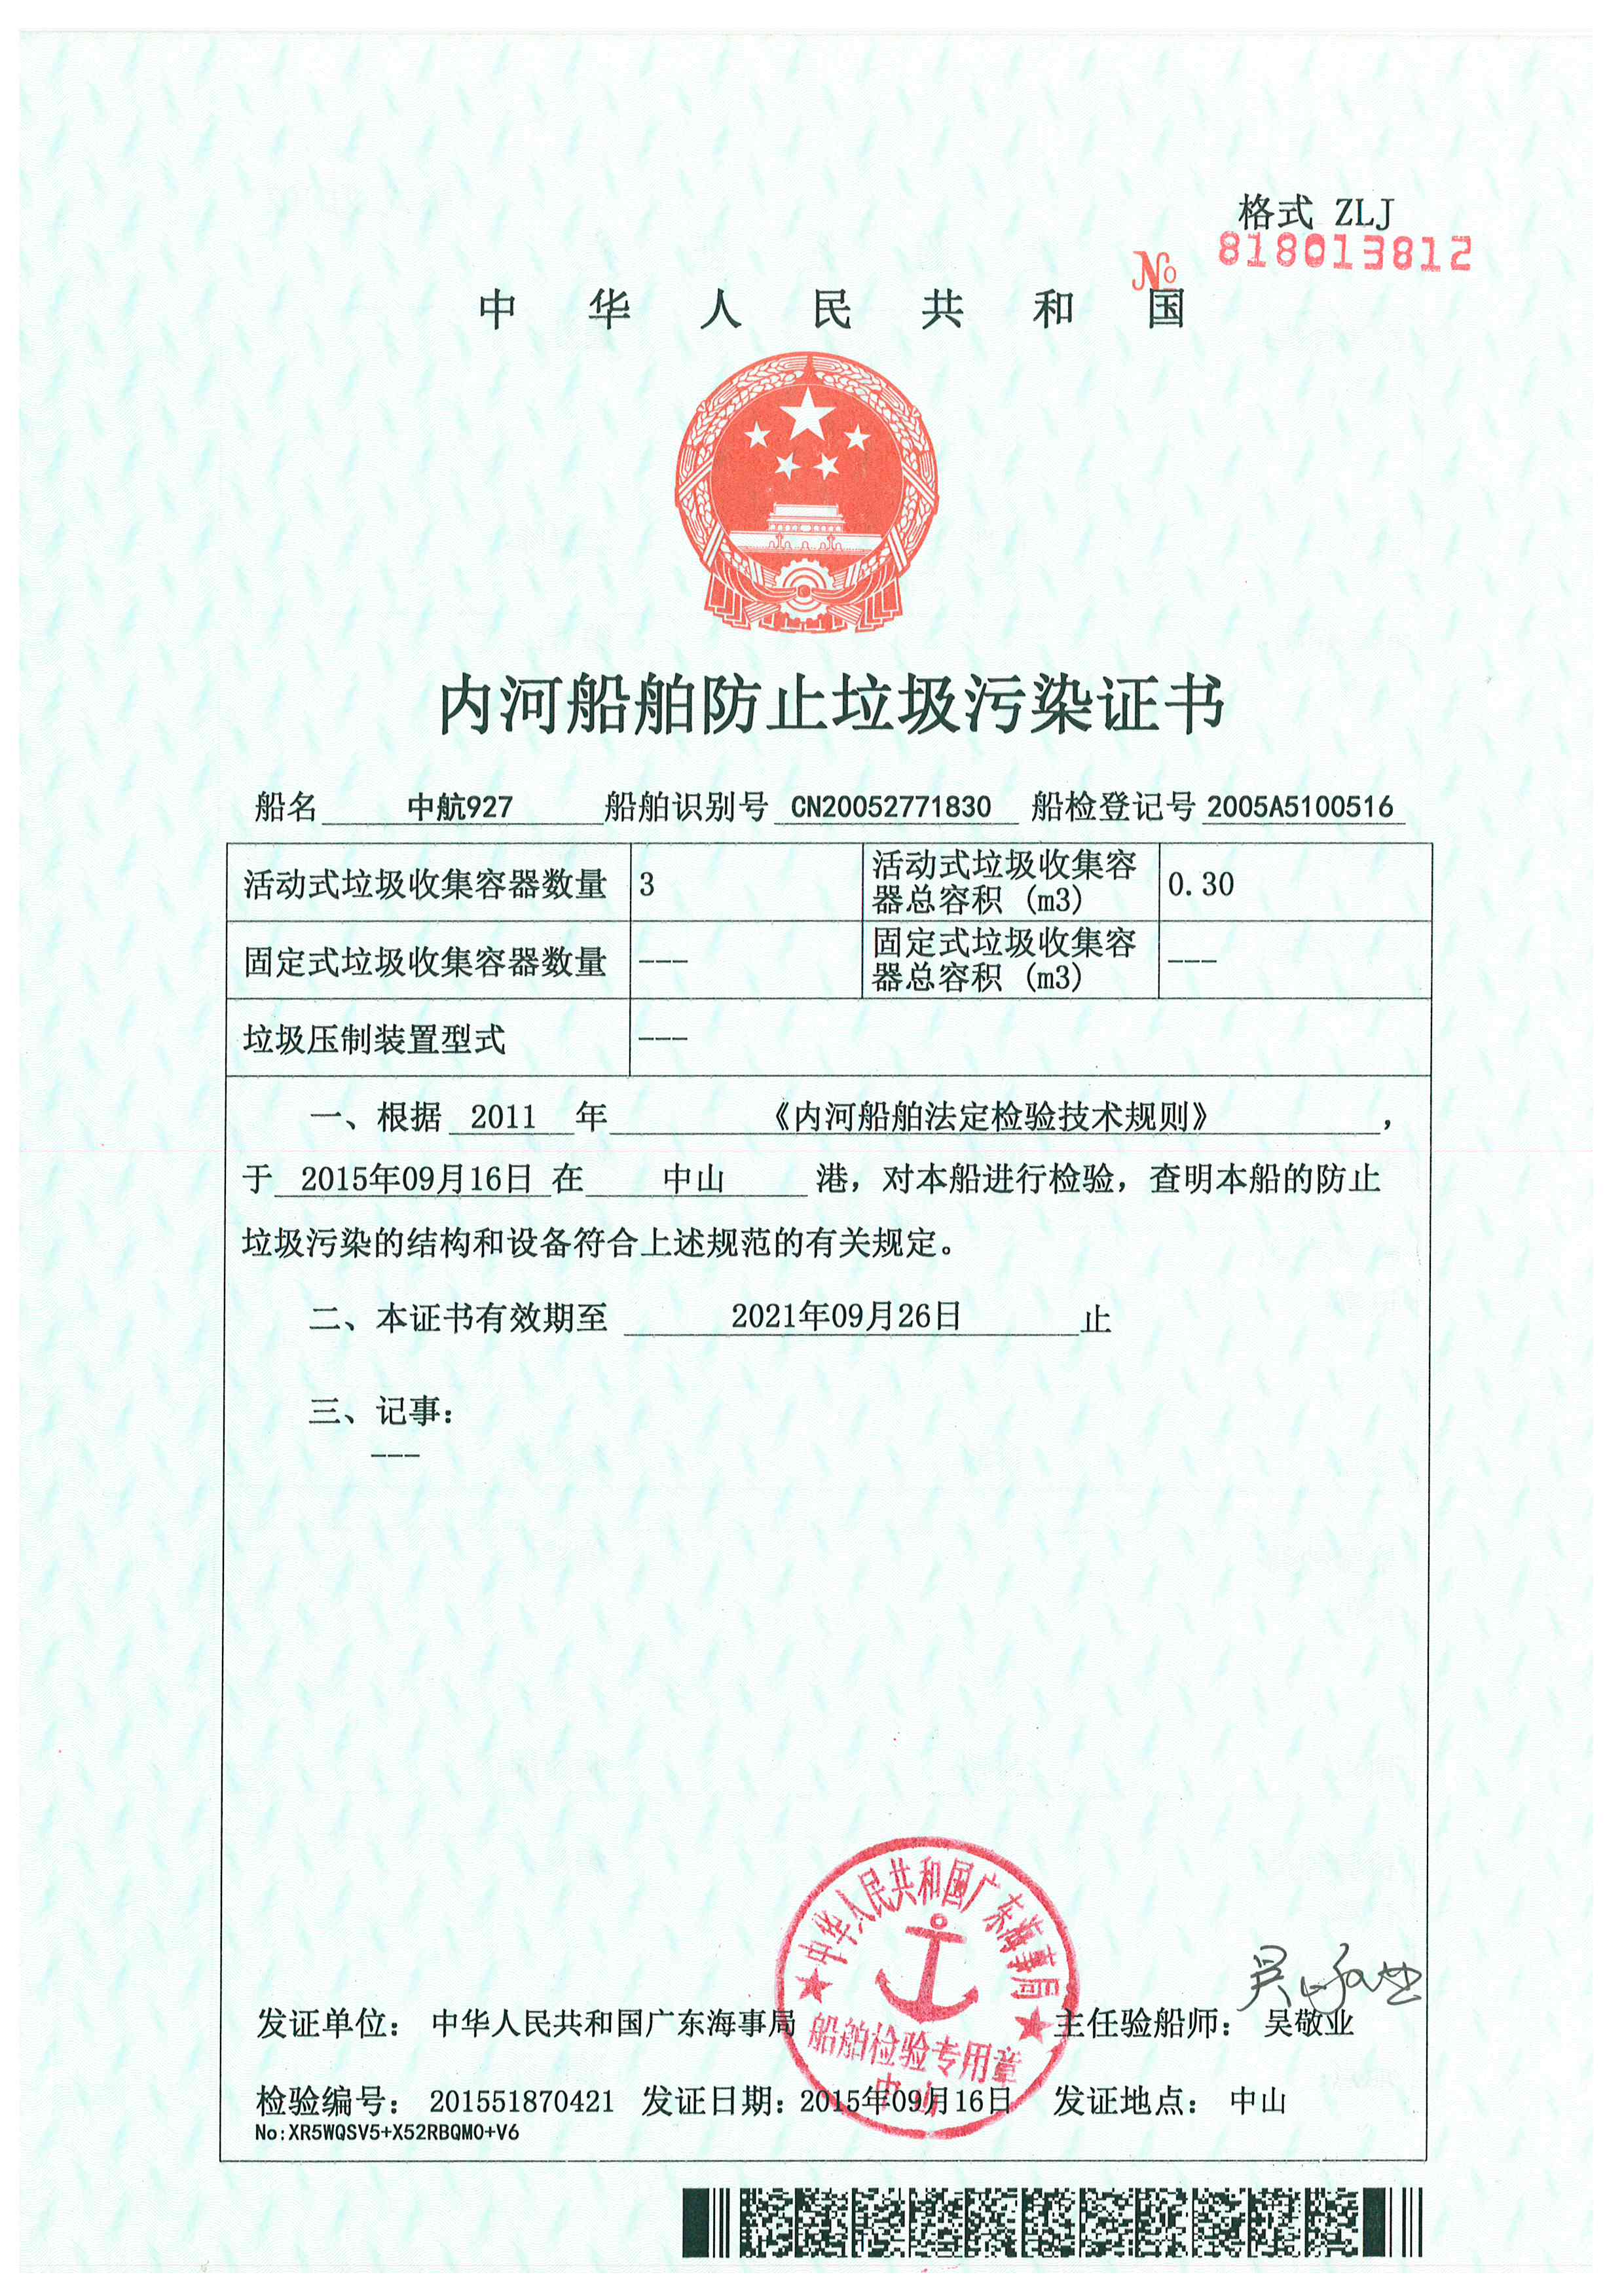 格式 ZLJ
No 818013812
中华人民共和国
内河船舶防止垃圾污染证书
船名 中航927 船舶识别号 CN20052771830 船检登记号 2005A5100516
活动式垃圾收集容器数量 3 活动式垃圾收集容
器总容积 (m3) 0.30
固定式垃圾收集容器数量 --- 固定式垃圾收集容
器总容积 (m3) ---
垃圾压制装置型式 ---
一、根据 2011 年 《内河船舶法定检验技术规则》 ，
于 2015年09月16日 在 中山 港，对本船进行检验，查明本船的防止
垃圾污染的结构和设备符合上述规范的有关规定。
二、本证书有效期至 2021年09月26日 止
三、记事：
---
中华人民共和国广东海事局
船舶检验专用章
中山
吴敬业
发证单位： 中华人民共和国广东海事局 主任验船师： 吴敬业
检验编号： 201551870421 发证日期：2015年09月16日 发证地点： 中山
No:XR5WQSV5+X52RBQM0+V6